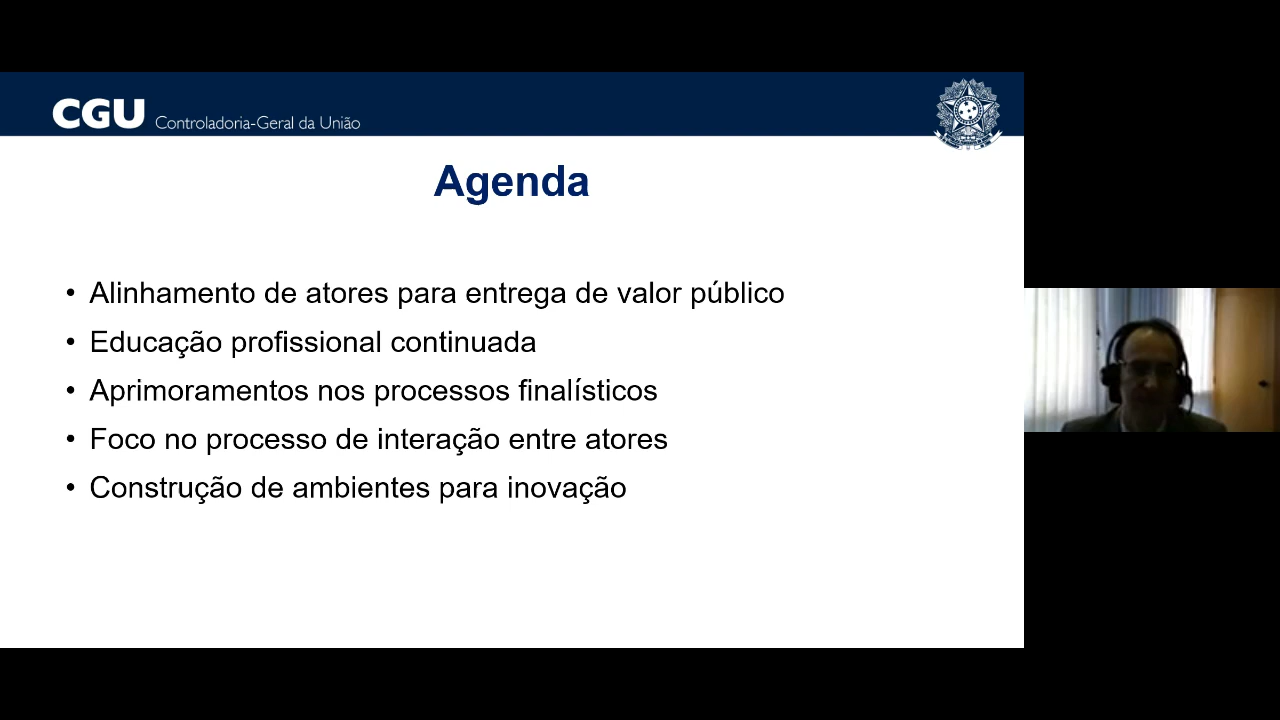 CGU Controladoria-Geral da União
Agenda
• Alinhamento de atores para entrega de valor público
• Educação profissional continuada
• Aprimoramentos nos processos finalísticos
• Foco no processo de interação entre atores
• Construção de ambientes para inovação